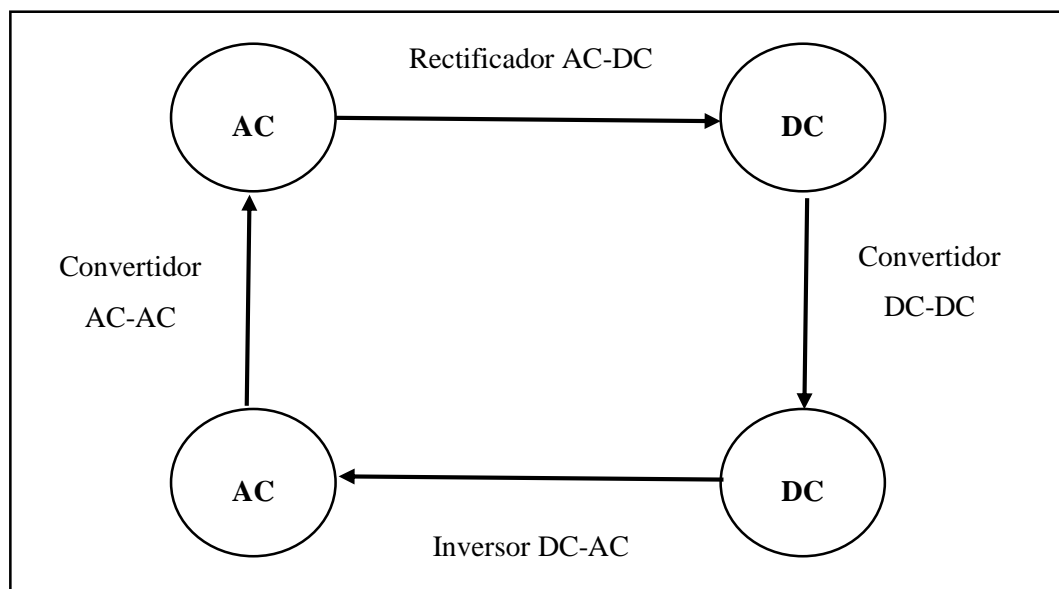 Rectificador AC-DC
AC
DC
Convertidor
AC-AC
Convertidor
DC-DC
AC
DC
Inversor DC-AC